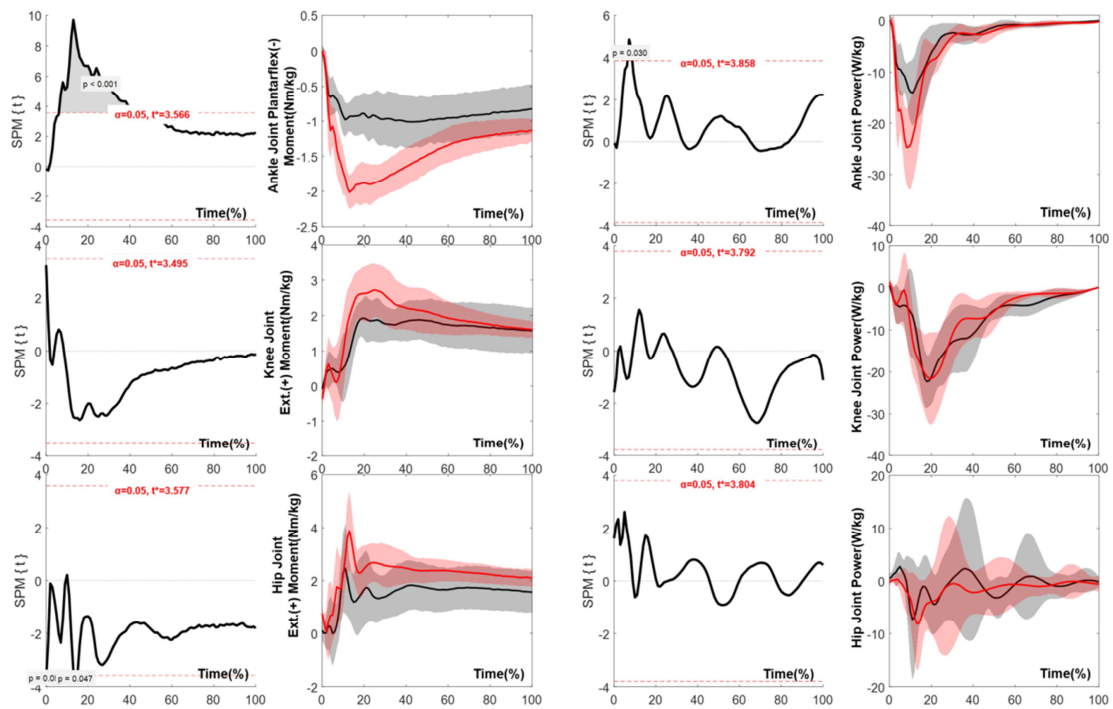 10
8
6
4
2
0
-2
-4
SPM { t }
p < 0.001
α=0.05, t*=3.566
Time(%)
0 20 40 60 80 100
0.5
0
-0.5
-1
-1.5
-2
-2.5
Ankle Joint Plantarflex(-)
Moment(Nm/kg)
Time(%)
0 20 40 60 80 100
6
4
2
0
-2
-4
SPM { t }
p = 0.030
α=0.05, t*=3.858
Time(%)
0 20 40 60 80 100
0
-10
-20
-30
-40
Ankle Joint Power(W/kg)
Time(%)
0 20 40 60 80 100
4
2
0
-2
-4
SPM { t }
α=0.05, t*=3.495
Time(%)
0 20 40 60 80 100
4
3
2
1
0
-1
-2
Knee Joint
Ext.(+) Moment(Nm/kg)
Time(%)
0 20 40 60 80 100
4
2
0
-2
-4
SPM { t }
α=0.05, t*=3.792
Time(%)
0 20 40 60 80 100
10
0
-10
-20
-30
-40
Knee Joint Power(W/kg)
Time(%)
0 20 40 60 80 100
4
2
0
-2
-4
SPM { t }
α=0.05, t*=3.577
p = 0.047
Time(%)
0 20 40 60 80 100
6
4
2
0
-2
Hip Joint
Ext.(+) Moment(Nm/kg)
Time(%)
0 20 40 60 80 100
4
2
0
-2
-4
SPM { t }
α=0.05, t*=3.804
Time(%)
0 20 40 60 80 100
20
10
0
-10
-20
Hip Joint Power(W/kg)
Time(%)
0 20 40 60 80 100